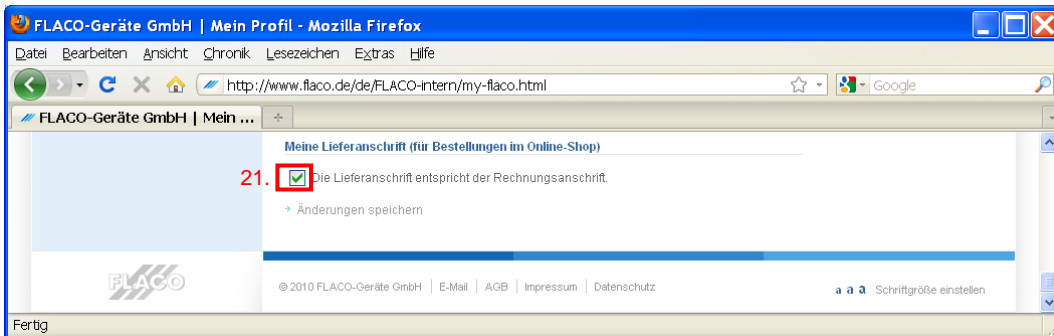 FLACO-Geräte GmbH | Mein Profil - Mozilla Firefox
Datei Bearbeiten Ansicht Chronik Lesezeichen Extras Hilfe
http://www.flaco.de/de/FLACO-intern/my-flaco.html Google
FLACO-Geräte GmbH | Mein ...
Meine Lieferanschrift (für Bestellungen im Online-Shop)
21. Die Lieferanschrift entspricht der Rechnungsanschrift.
Änderungen speichern
FLACO
© 2010 FLACO-Geräte GmbH | E-Mail | AGB | Impressum | Datenschutz a a a Schriftgröße einstellen
Fertig